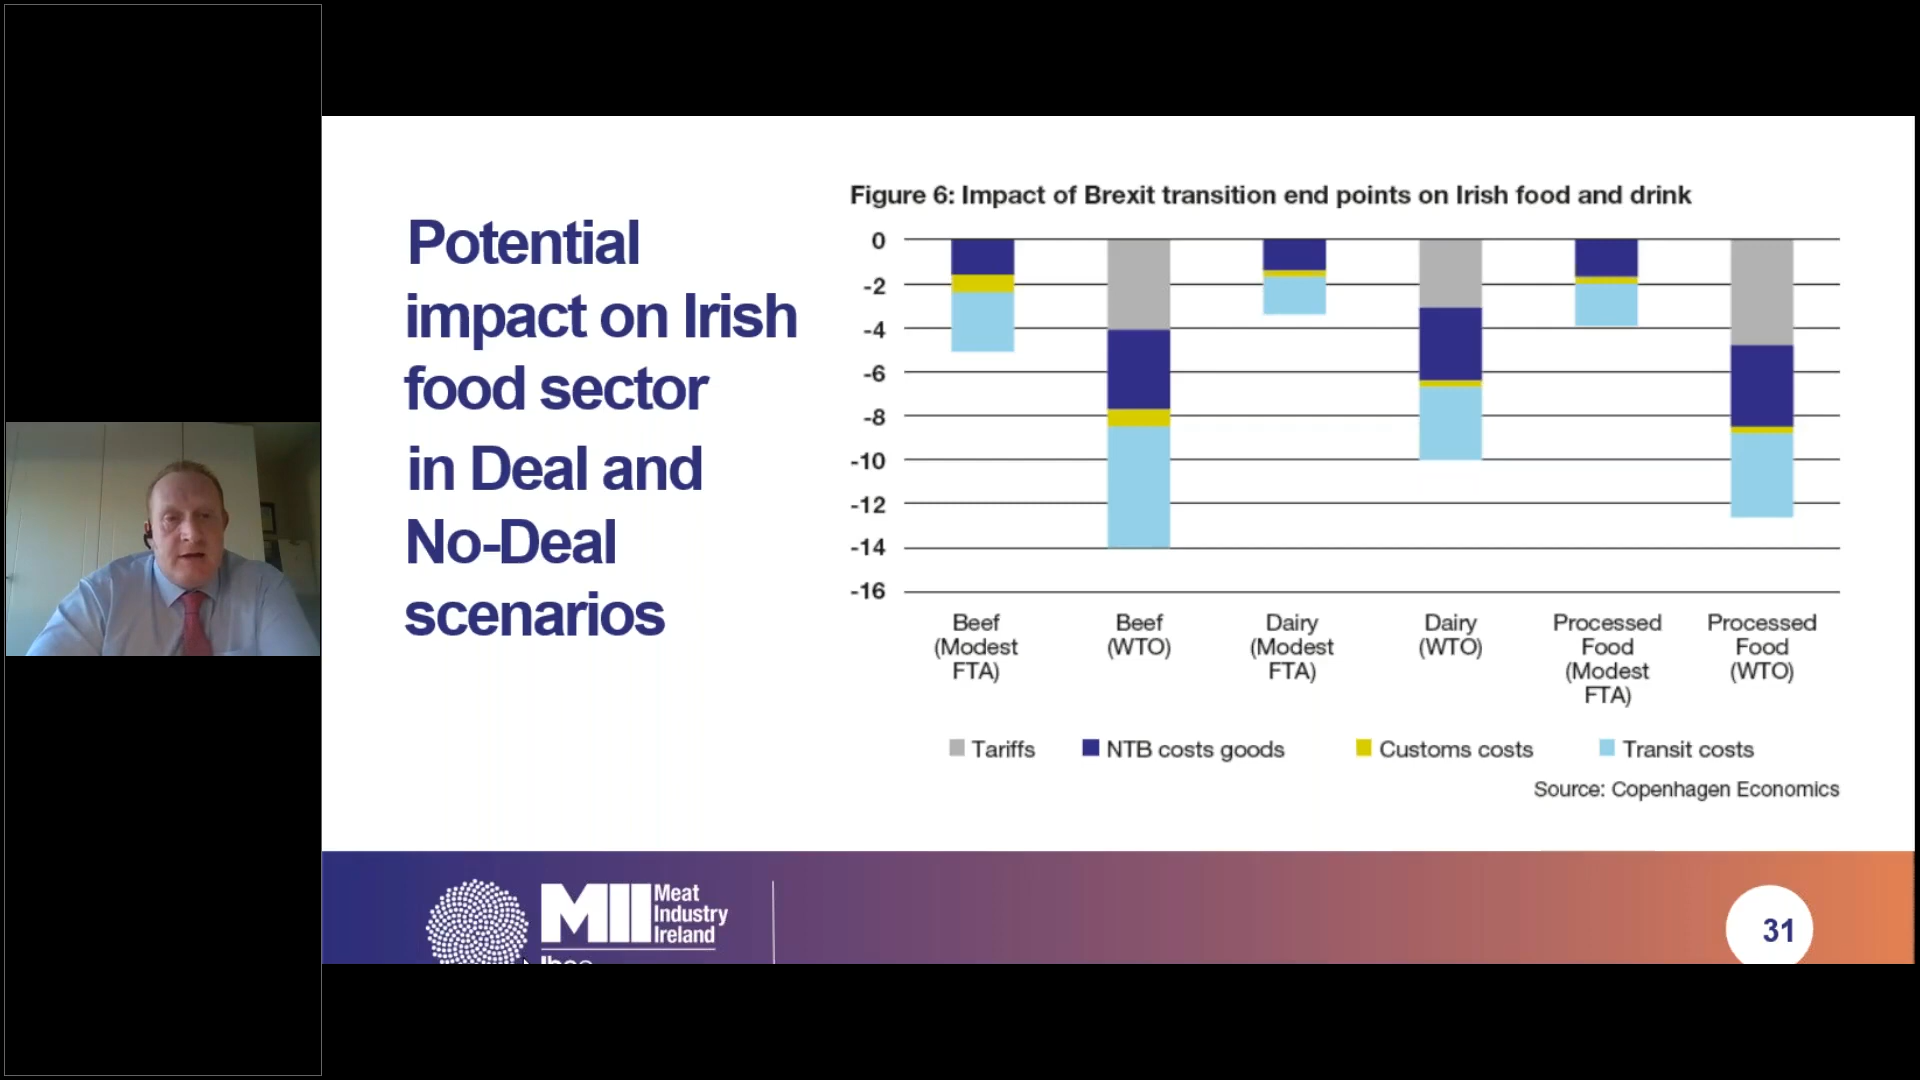 Potential
impact on Irish
food sector
in Deal and
No-Deal
scenarios
Figure 6: Impact of Brexit transition end points on Irish food and drink
0
-2
-4
-6
-8
-10
-12
-14
-16
Beef
(Modest
FTA)
Beef
(WTO)
Dairy
(Modest
FTA)
Dairy
(WTO)
Processed
Food
(Modest
FTA)
Processed
Food
(WTO)
Tariffs
NTB costs goods
Customs costs
Transit costs
Source: Copenhagen Economics
MII
Meat
Industry
Ireland
31